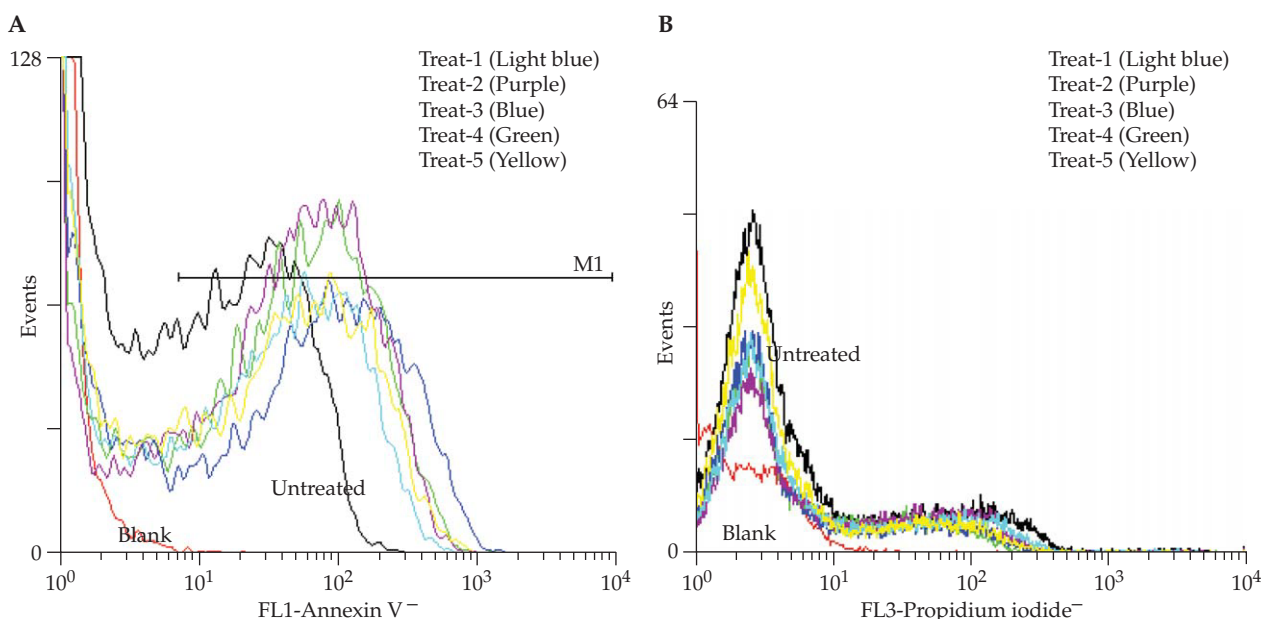 A
128
Events
0
10⁰
10¹
10²
10³
10⁴
FL1-Annexin V⁻
Treat-1 (Light blue)
Treat-2 (Purple)
Treat-3 (Blue)
Treat-4 (Green)
Treat-5 (Yellow)
M1
Untreated
Blank
B
64
Events
0
10⁰
10¹
10²
10³
10⁴
FL3-Propidium iodide⁻
Treat-1 (Light blue)
Treat-2 (Purple)
Treat-3 (Blue)
Treat-4 (Green)
Treat-5 (Yellow)
Untreated
Blank